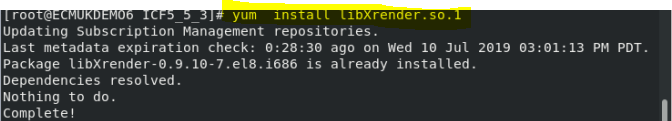 [root@ECMUKDEMO6 ICF5_5_3]# yum  install libXrender.so.1
Updating Subscription Management repositories.
Last metadata expiration check: 0:28:30 ago on Wed 10 Jul 2019 03:01:13 PM PDT.
Package libXrender-0.9.10-7.el8.i686 is already installed.
Dependencies resolved.
Nothing to do.
Complete!